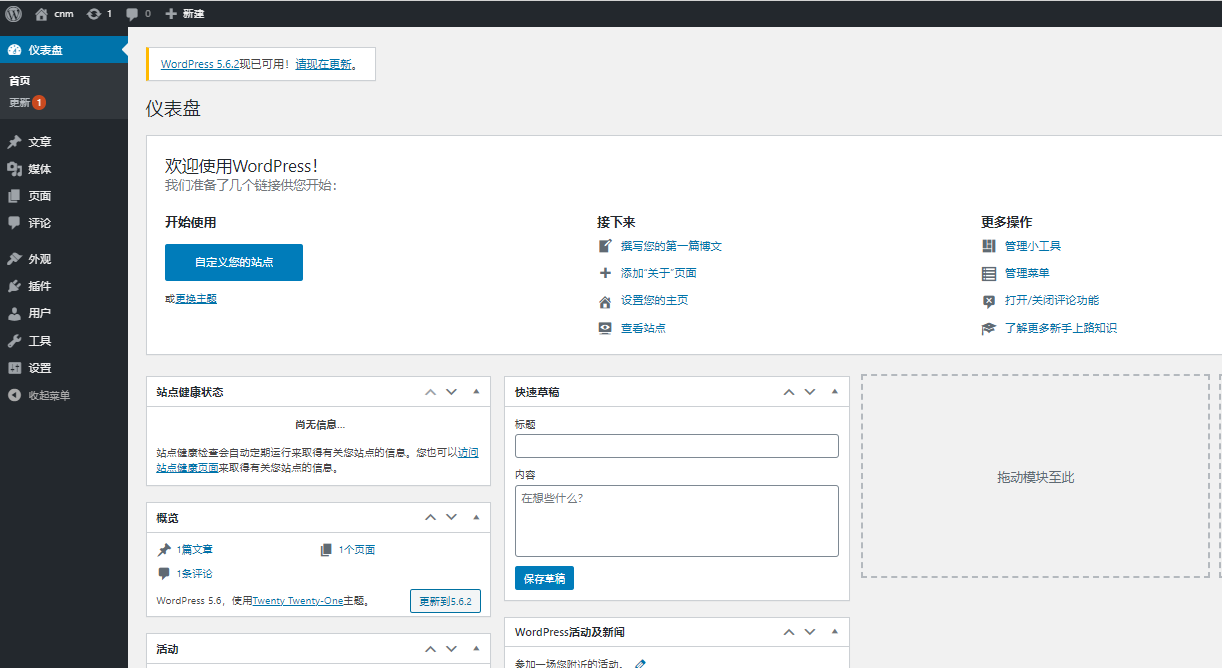 cnm 1 0 新建
仪表盘
首页
更新 1
文章
媒体
页面
评论
外观
插件
用户
工具
设置
收起菜单
WordPress 5.6.2现已可用！请现在更新。
仪表盘
欢迎使用WordPress！
我们准备了几个链接供您开始：
开始使用
自定义您的站点
或更换主题
接下来
撰写您的第一篇博文
添加“关于”页面
设置您的主页
查看站点
更多操作
管理小工具
管理菜单
打开/关闭评论功能
了解更多新手上路知识
站点健康状态
尚无信息…
站点健康检查会自动定期运行来取得有关您站点的信息。您也可以访问
站点健康页面来取得有关您站点的信息。
概览
1篇文章 1个页面
1条评论
WordPress 5.6，使用Twenty Twenty-One主题。 更新到5.6.2
活动
快速草稿
标题
内容
在想些什么？
保存草稿
WordPress活动及新闻
参加一场您附近的活动。
拖动模块至此